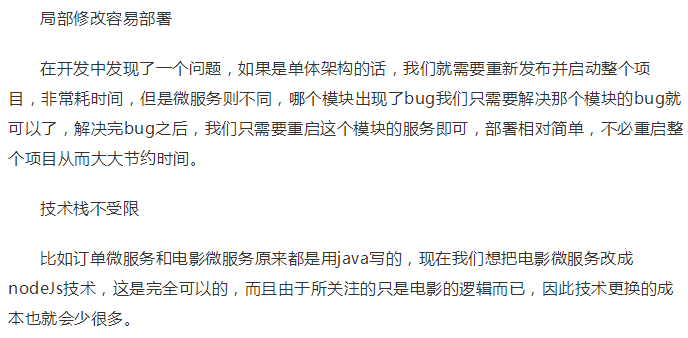 局部修改容易部署
在开发中发现了一个问题，如果是单体架构的话，我们就需要重新发布并启动整个项
目，非常耗时间，但是微服务则不同，哪个模块出现了bug我们只需要解决那个模块的bug就
可以了，解决完bug之后，我们只需要重启这个模块的服务即可，部署相对简单，不必重启整
个项目从而大大节约时间。
技术栈不受限
比如订单微服务和电影微服务原来都是用java写的，现在我们想把电影微服务改成
nodeJs技术，这是完全可以的，而且由于所关注的只是电影的逻辑而已，因此技术更换的成
本也就会少很多。